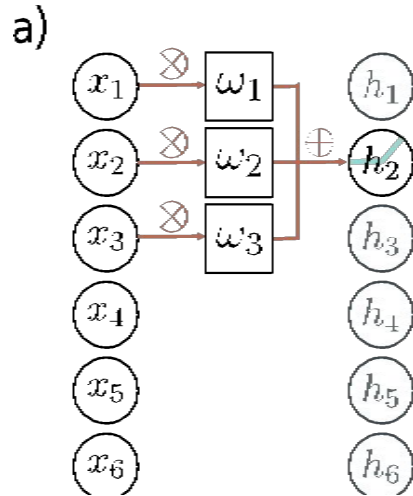 a)
x₁ ⊗ ω₁ h₁
x₂ ⊗ ω₂ ⊕ h₂
x₃ ⊗ ω₃ h₃
x₄ h₄
x₅ h₅
x₆ h₆